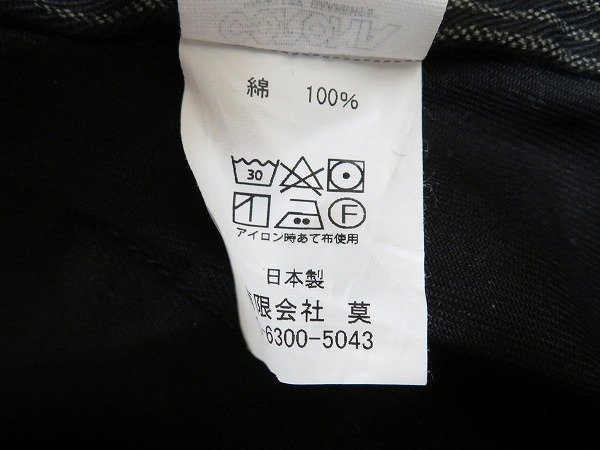 綿 100%
30
F
アイロン時あて布使用
日本製
限会社 莫
-6300-5043